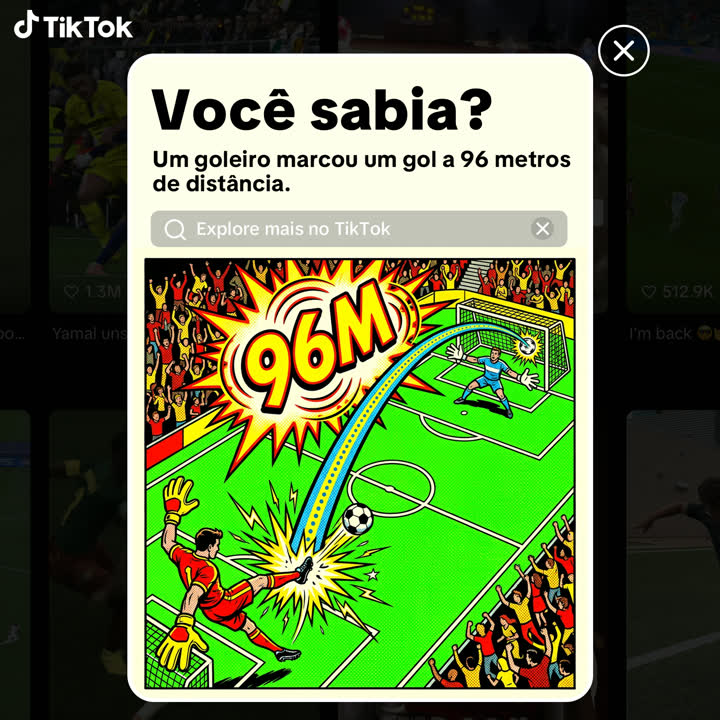 TikTok
Você sabia?
Um goleiro marcou um gol a 96 metros
de distância.
Explore mais no TikTok
96M
1.3M
512.9K
Yamal uns
I'm back 😎